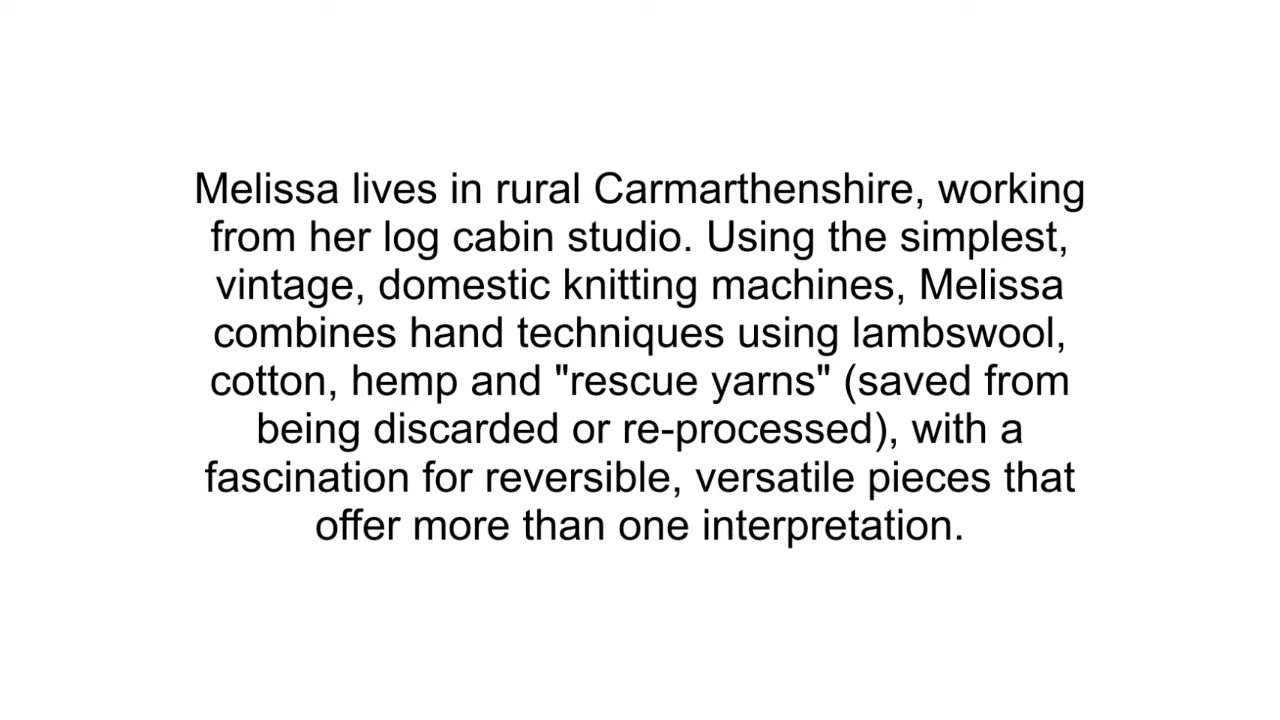 Melissa lives in rural Carmarthenshire, working
from her log cabin studio. Using the simplest,
vintage, domestic knitting machines, Melissa
combines hand techniques using lambswool,
cotton, hemp and "rescue yarns" (saved from
being discarded or re-processed), with a
fascination for reversible, versatile pieces that
offer more than one interpretation.